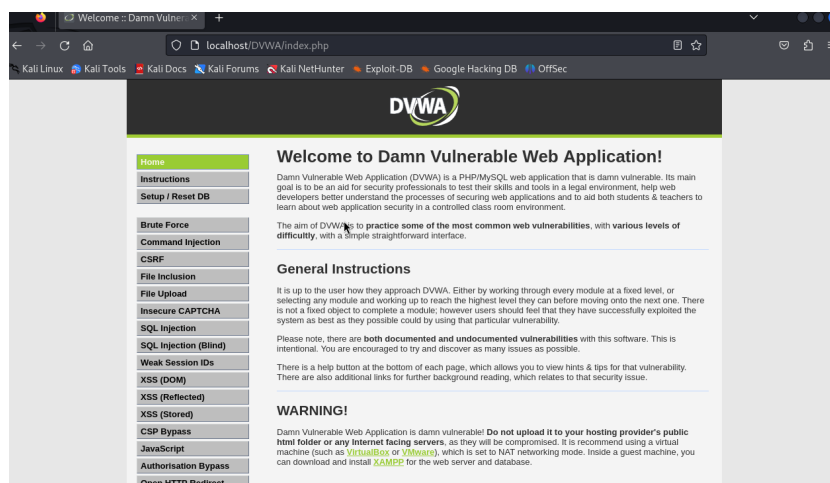 Welcome :: Damn Vulnera
localhost/DVWA/index.php
Kali Linux Kali Tools Kali Docs Kali Forums Kali NetHunter Exploit-DB Google Hacking DB OffSec
DVWA
Home
Instructions
Setup / Reset DB
Brute Force
Command Injection
CSRF
File Inclusion
File Upload
Insecure CAPTCHA
SQL Injection
SQL Injection (Blind)
Weak Session IDs
XSS (DOM)
XSS (Reflected)
XSS (Stored)
CSP Bypass
JavaScript
Authorisation Bypass
Open HTTP Redirect
Welcome to Damn Vulnerable Web Application!
Damn Vulnerable Web Application (DVWA) is a PHP/MySQL web application that is damn vulnerable. Its main
goal is to be an aid for security professionals to test their skills and tools in a legal environment, help web
developers better understand the processes of securing web applications and to aid both students & teachers to
learn about web application security in a controlled class room environment.
The aim of DVWA is to practice some of the most common web vulnerabilities, with various levels of
difficultly, with a simple straightforward interface.
General Instructions
It is up to the user how they approach DVWA. Either by working through every module at a fixed level, or
selecting any module and working up to reach the highest level they can before moving onto the next one. There
is not a fixed object to complete a module; however users should feel that they have successfully exploited the
system as best as they possible could by using that particular vulnerability.
Please note, there are both documented and undocumented vulnerabilities with this software. This is
intentional. You are encouraged to try and discover as many issues as possible.
There is a help button at the bottom of each page, which allows you to view hints & tips for that vulnerability.
There are also additional links for further background reading, which relates to that security issue.
WARNING!
Damn Vulnerable Web Application is damn vulnerable! Do not upload it to your hosting provider's public
html folder or any Internet facing servers, as they will be compromised. It is recommend using a virtual
machine (such as VirtualBox or VMware), which is set to NAT networking mode. Inside a guest machine, you
can download and install XAMPP for the web server and database.